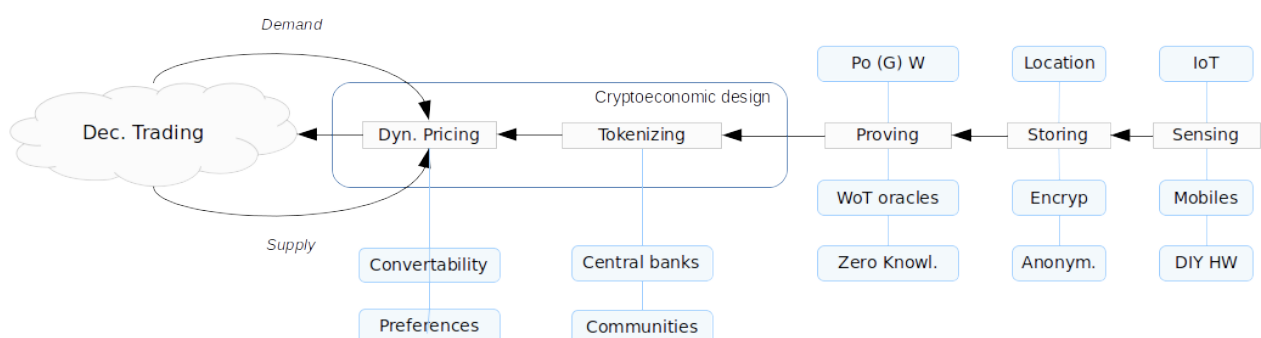 Demand
Po (G) W
Location
IoT
Cryptoeconomic design
Dec. Trading
Dyn. Pricing
Tokenizing
Proving
Storing
Sensing
WoT oracles
Encryp
Mobiles
Supply
Convertability
Central banks
Zero Knowl.
Anonym.
DIY HW
Preferences
Communities